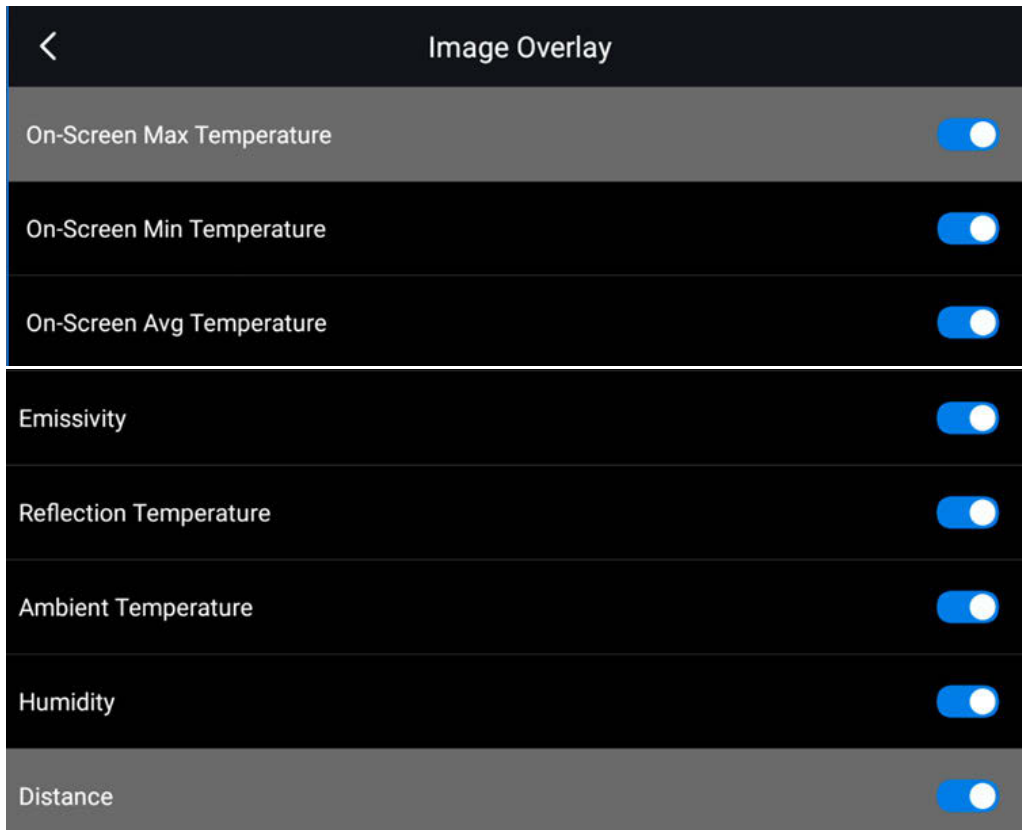 Image Overlay
On-Screen Max Temperature
On-Screen Min Temperature
On-Screen Avg Temperature
Emissivity
Reflection Temperature
Ambient Temperature
Humidity
Distance